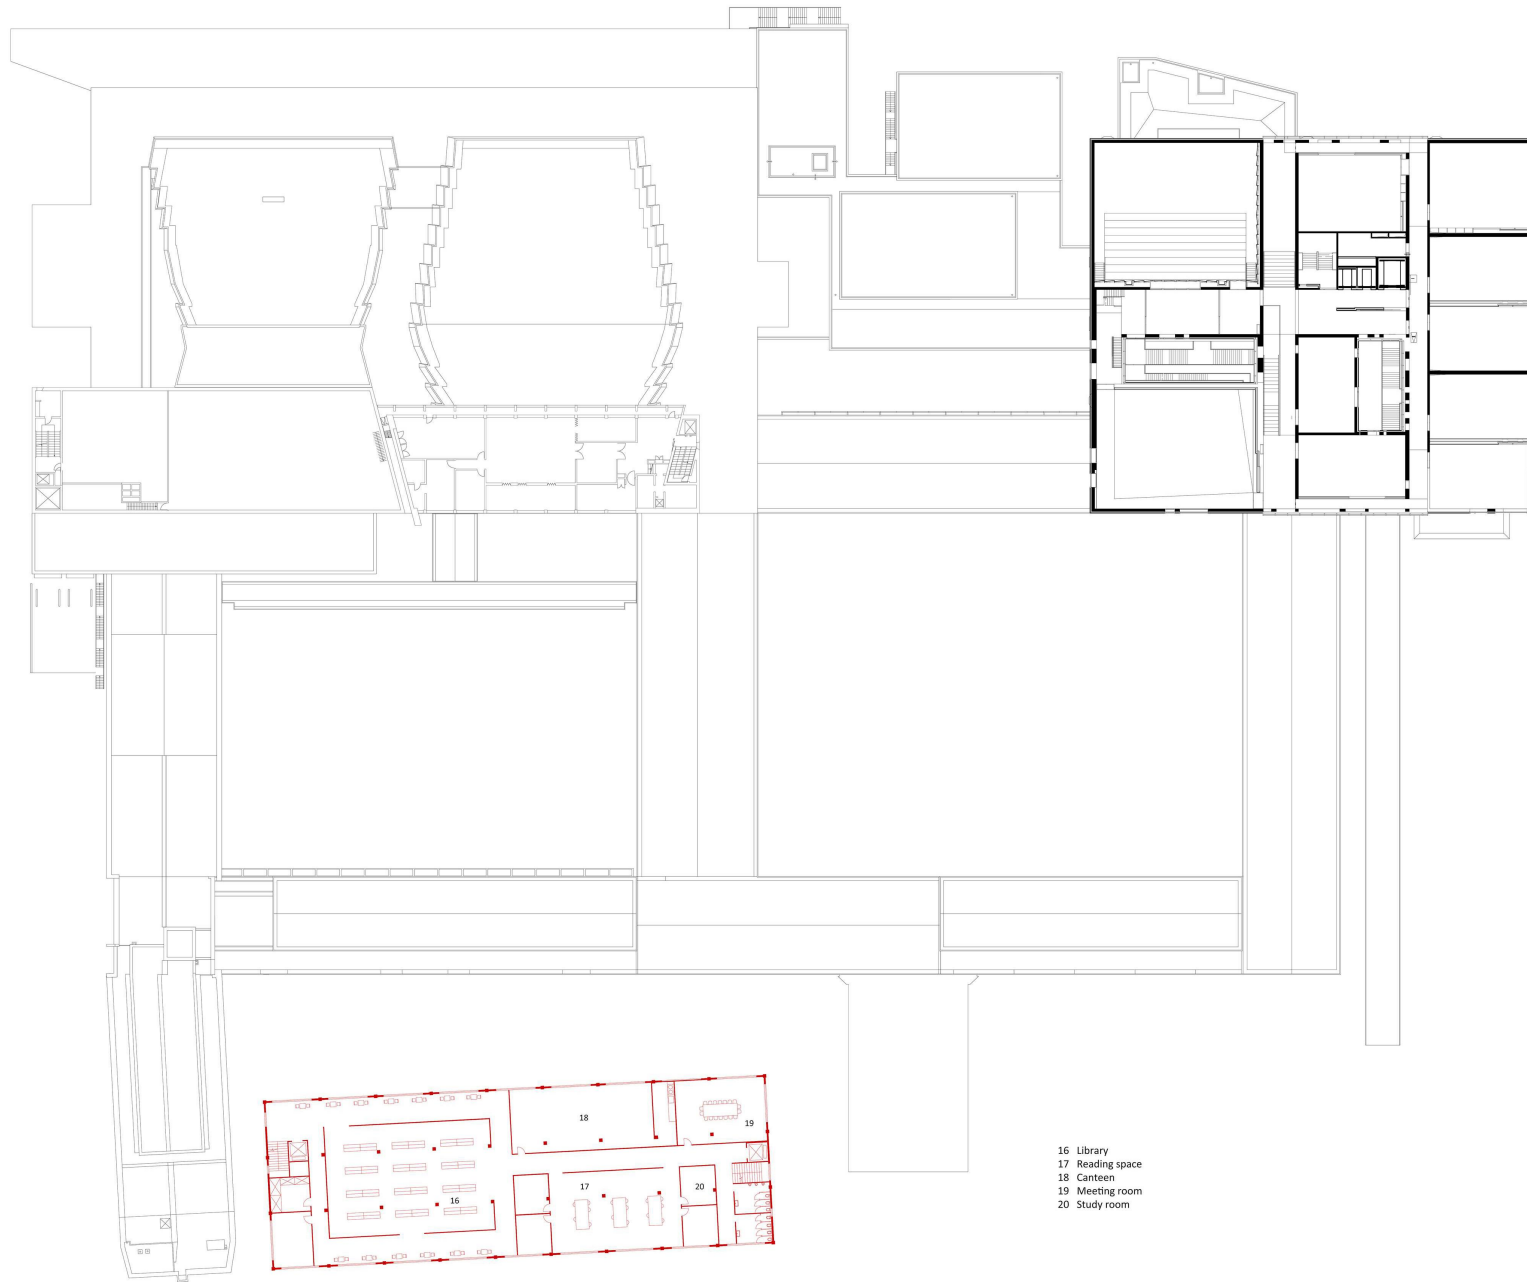 18
19
17
20
16
16 Library
17 Reading space
18 Canteen
19 Meeting room
20 Study room